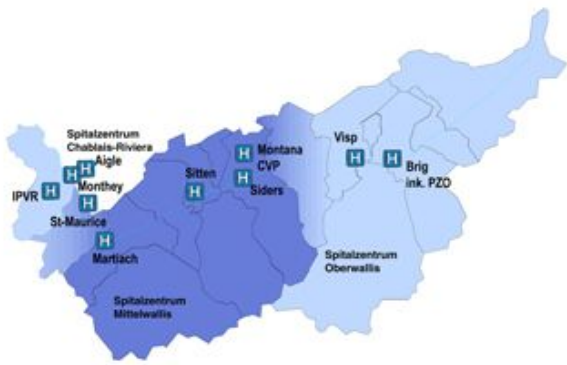 Spitalzentrum
Chablais-Riviera
Aigle
H
H
IPVR
H
Monthey
H
St-Maurice
H
Martiach
Sitten
H
H
Montana
CVP
H
Siders
Visp
H
H
Brig
ink. PZO
Spitalzentrum
Oberwallis
Spitalzentrum
Mittelwallis